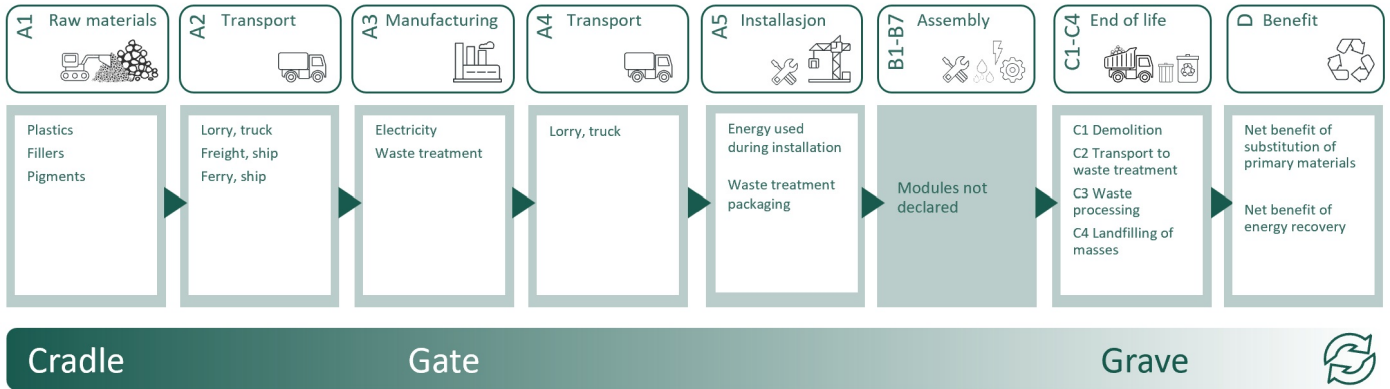 A1 Raw materials
A2 Transport
A3 Manufacturing
A4 Transport
A5 Installasjon
B1-B7 Assembly
C1-C4 End of life
D Benefit
Plastics
Fillers
Pigments
Lorry, truck
Freight, ship
Ferry, ship
Electricity
Waste treatment
Lorry, truck
Energy used
during installation
Waste treatment
packaging
Modules not
declared
C1 Demolition
C2 Transport to
waste treatment
C3 Waste
processing
C4 Landfilling of
masses
Net benefit of
substitution of
primary materials
Net benefit of
energy recovery
Cradle
Gate
Grave